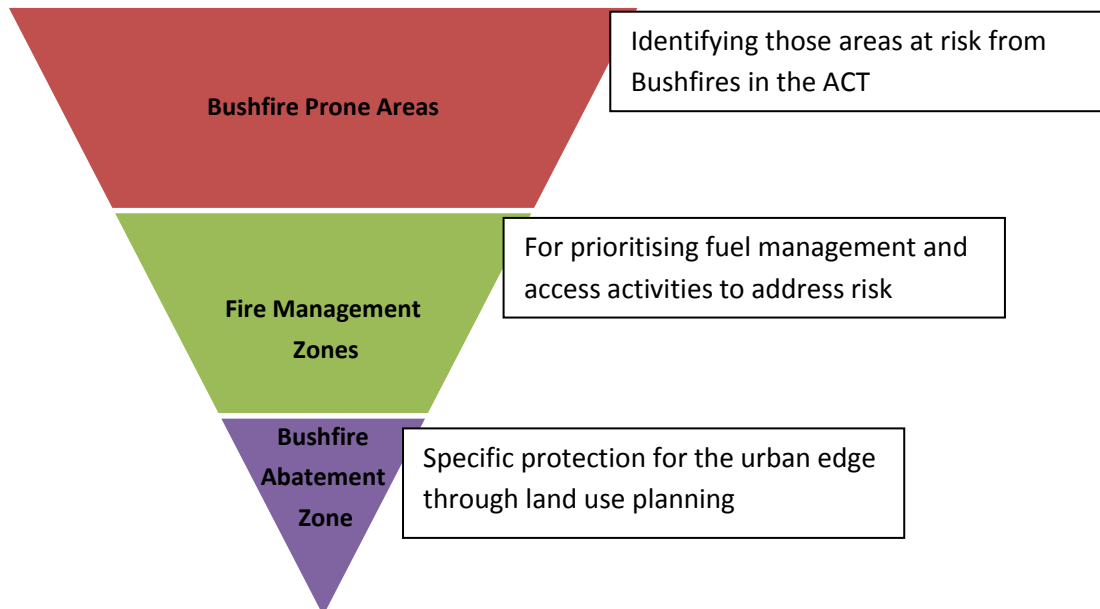 Identifying those areas at risk from
Bushfires in the ACT
Bushfire Prone Areas
For prioritising fuel management and
access activities to address risk
Fire Management
Zones
Bushfire
Abatement
Zone
Specific protection for the urban edge
through land use planning